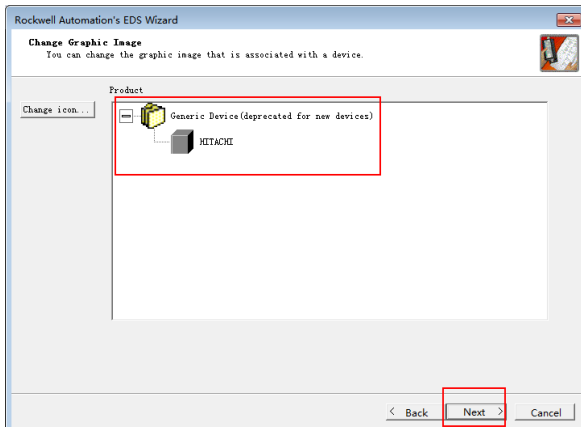 Rockwell Automation's EDS Wizard
Change Graphic Image
You can change the graphic image that is associated with a device.
Product
Change icon...
Generic Device(deprecated for new devices)
HITACHI
< Back
Next >
Cancel